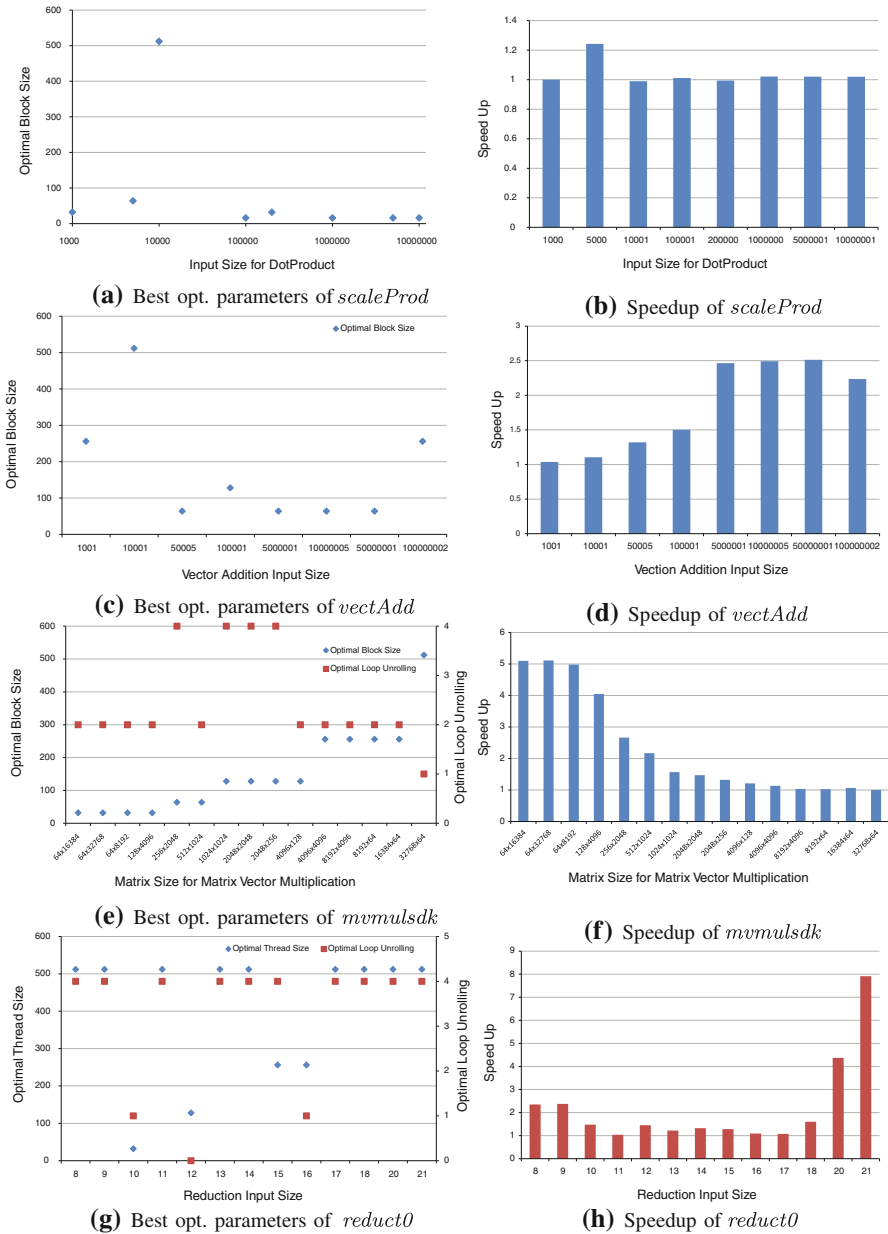 600
500
400
300
200
100
0
1000
10000
100000
1000000
10000000
Optimal Block Size
Input Size for DotProduct
(a) Best opt. parameters of scaleProd
1.4
1.2
1
0.8
0.6
0.4
0.2
0
1000
5000
10001
100001
200000
1000000
5000001
10000001
Speed Up
Input Size for DotProduct
(b) Speedup of scaleProd
600
500
400
300
200
100
0
Optimal Block Size
1001
10001
50005
100001
5000001
10000005
50000001
100000002
Optimal Block Size
Vector Addition Input Size
(c) Best opt. parameters of vectAdd
3
2.5
2
1.5
1
0.5
0
1001
10001
50005
100001
5000001
10000005
50000001
100000002
Speed Up
Vection Addition Input Size
(d) Speedup of vectAdd
600
500
400
300
200
100
0
Optimal Block Size
Optimal Loop Unrolling
4
3
2
1
0
64x16384
64x32768
64x8192
128x4096
256x2048
512x1024
1024x1024
2048x2048
2048x256
4096x128
4096x4096
8192x4096
8192x64
16384x64
32768x64
Optimal Block Size
Optimal Loop Unrolling
Matrix Size for Matrix Vector Multiplication
(e) Best opt. parameters of mvmulsdk
6
5
4
3
2
1
0
64x16384
64x32768
64x8192
128x4096
256x2048
512x1024
1024x1024
2048x2048
2048x256
4096x128
4096x4096
8192x4096
8192x64
16384x64
32768x64
Speed Up
Matrix Size for Matrix Vector Multiplication
(f) Speedup of mvmulsdk
600
500
400
300
200
100
0
Optimal Thread Size
Optimal Loop Unrolling
5
4
3
2
1
0
8
9
10
11
12
13
14
15
16
17
18
20
21
Optimal Thread Size
Optimal Loop Unrolling
Reduction Input Size
(g) Best opt. parameters of reduct0
9
8
7
6
5
4
3
2
1
0
8
9
10
11
12
13
14
15
16
17
18
20
21
Speed Up
Reduction Input Size
(h) Speedup of reduct0